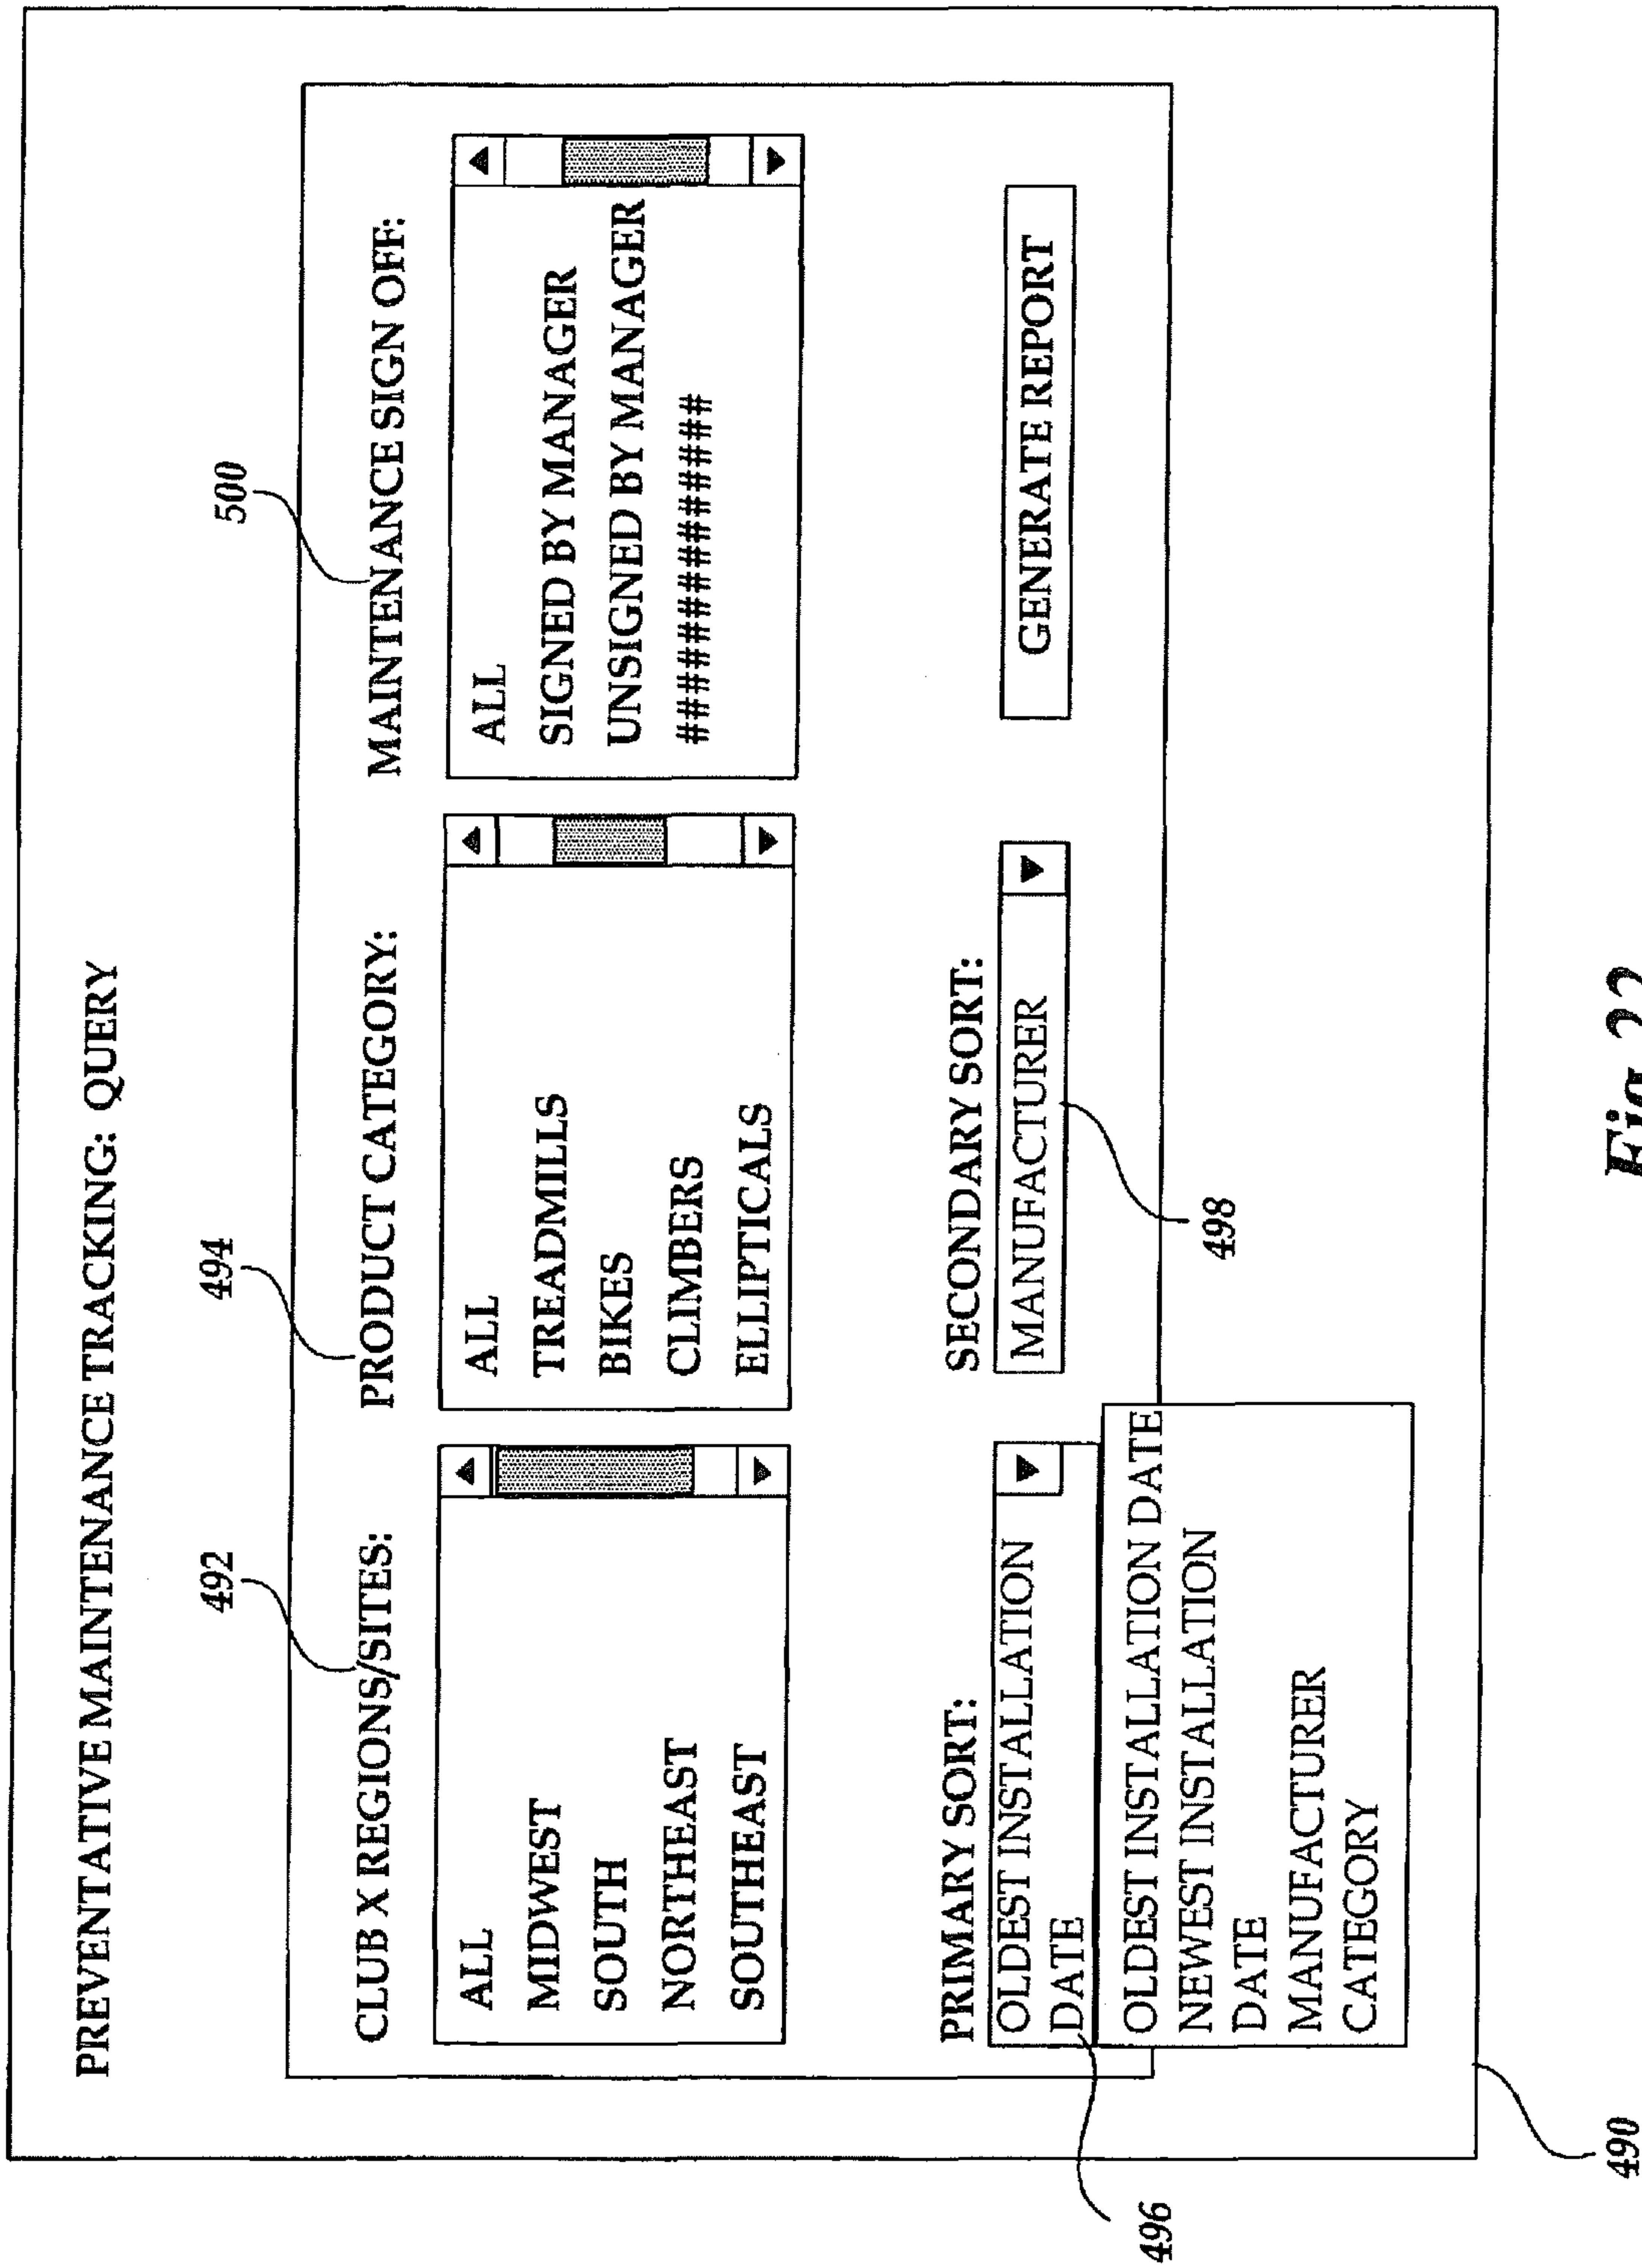 PREVENTATIVE MAINTENANCE TRACKING: QUERY
492
494
500
CLUB X REGIONS/SITES:
ALL
MIDWEST
SOUTH
NORTHEAST
SOUTHEAST
PRODUCT CATEGORY:
ALL
TREADMILLS
BIKES
CLIMBERS
ELLIPTICALS
MAINTENANCE SIGN OFF:
ALL
SIGNED BY MANAGER
UNSIGNED BY MANAGER
################
PRIMARY SORT:
OLDEST INSTALLATION
DATE
OLDEST INSTALLATION DATE
NEWEST INSTALLATION
DATE
MANUFACTURER
CATEGORY
SECONDARY SORT:
MANUFACTURER
GENERATE REPORT
496
498
490
Fig. 22